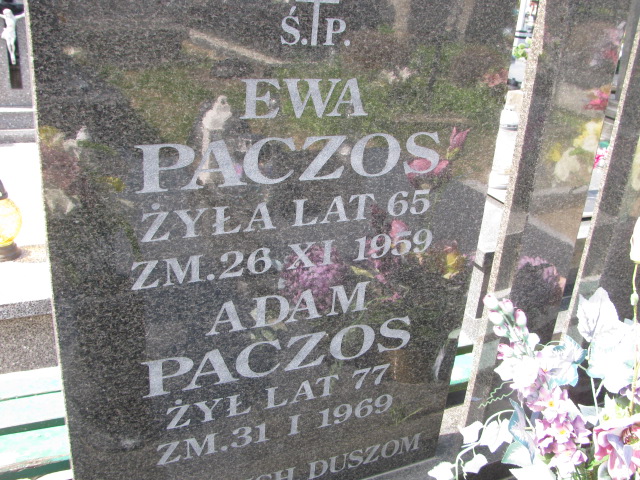 Ś.P.
EWA
PACZOS
ŻYŁA LAT 65
ZM.26 XI 1959
ADAM
PACZOS
ŻYŁ LAT 77
ZM.31 I 1969
DUSZOM